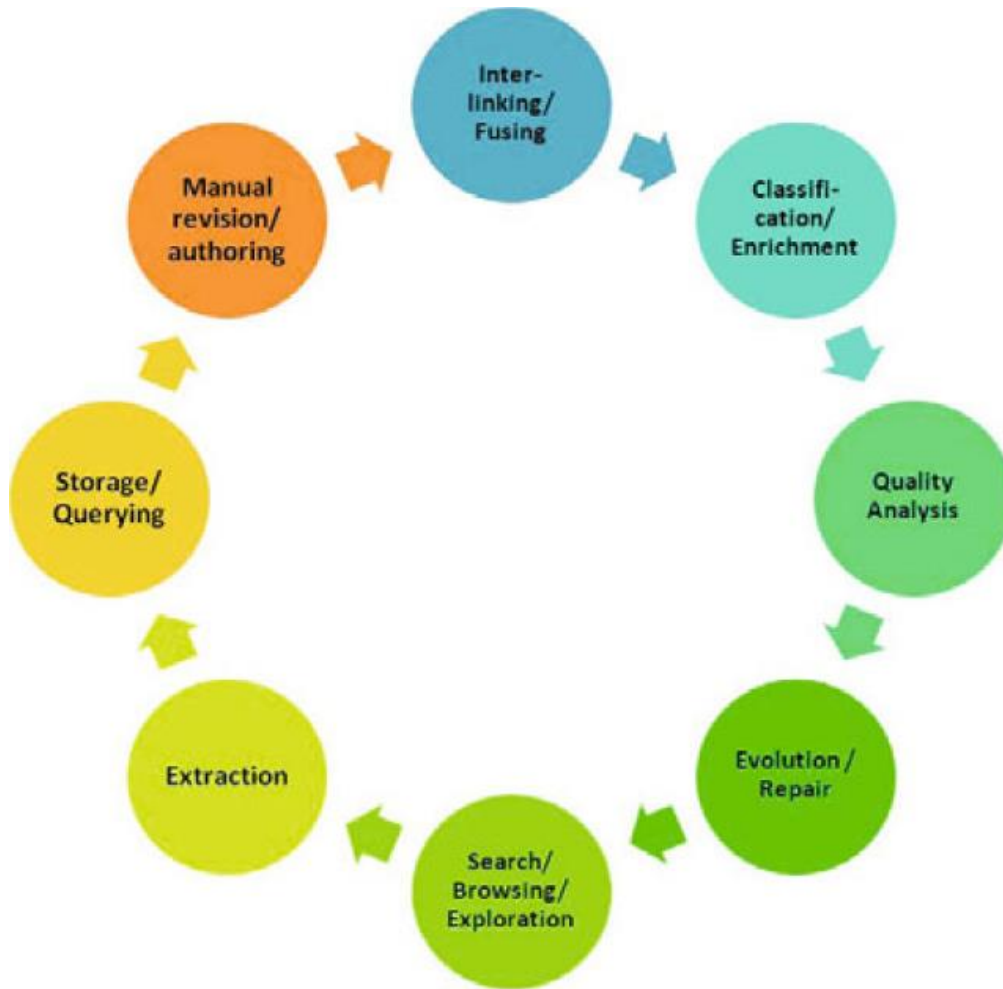 Inter-
linking/
Fusing
Classifi-
cation/
Enrichment
Quality
Analysis
Evolution /
Repair
Search/
Browsing/
Exploration
Extraction
Storage/
Querying
Manual
revision/
authoring